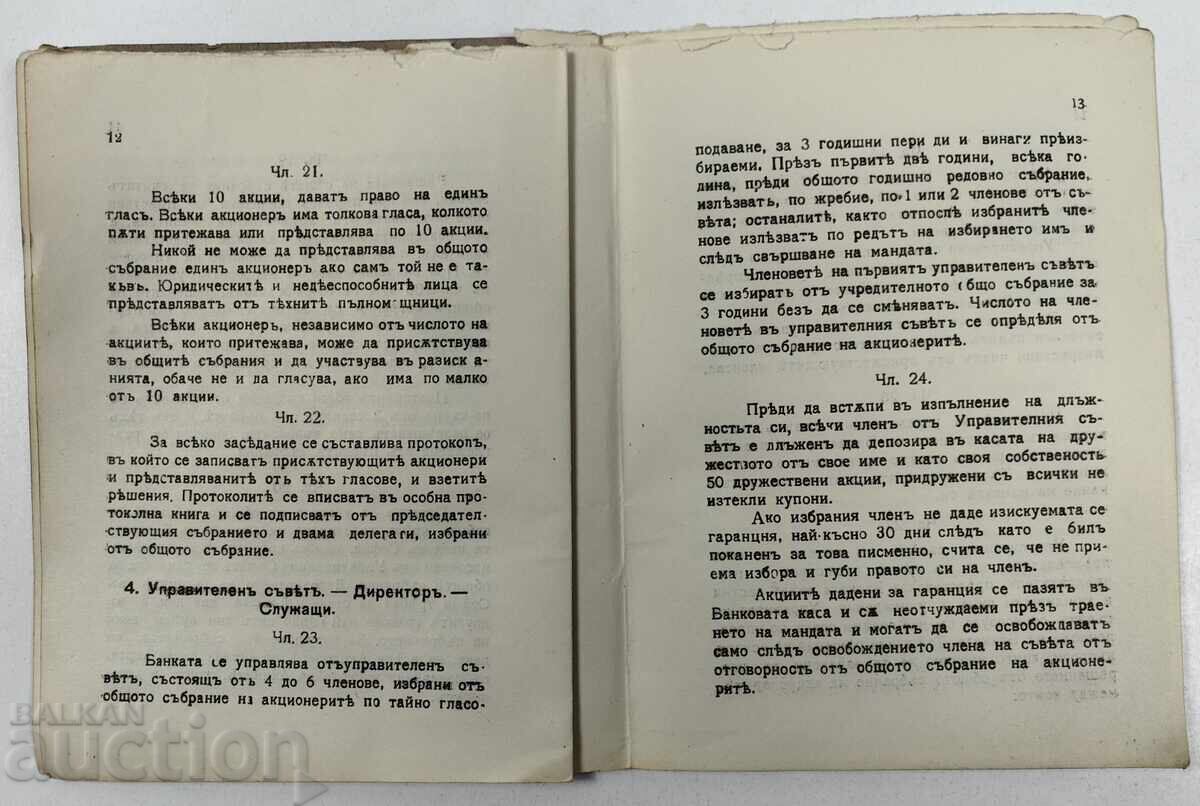 12
Чл. 21.
Всѣки 10 акции, даватъ право на единъ
гласъ. Всѣки акционеръ има толкова гласа, колкото
пѫти притежава или прѣдставлява по 10 акции.
Никой не може да прѣдставлява въ общото
събрание единъ акционеръ ако самъ той не е та-
къвъ. Юридическитѣ и недѣеспособнитѣ лица се
прѣдставляватъ отъ тѣхнитѣ пълномощници.
Всѣки акционеръ, независимо отъ числото на
акциитѣ, които притежава, може да присѫтствува
въ общитѣ събрания и да участвува въ разиск а-
нията, обаче не и да гласува, ако има по малко
отъ 10 акции.
Чл. 22.
За всѣко засѣдание се съставлива протоколъ,
въ който се записватъ присѫтствующитѣ акционери
и прѣдставляванитѣ отъ тѣхъ гласове, и взетитѣ
рѣшения. Протоколитѣ се вписватъ въ особна про-
токолна книга и се подписватъ отъ прѣдседател-
ствующия събранието и двама делегати, избрани
отъ общото събрание.
4. Управителенъ съвѣтъ. — Директоръ. —
Служащи.
Чл. 23.
Банката се управлява отъуправителенъ съ-
вѣтъ, състоящъ отъ 4 до 6 членове, избрани отъ
общото събрание на акционеритѣ по тайно гласо-
13
подаване, за 3 годишни пери ди и винаги прѣиз-
бираеми. Прѣзъ първитѣ двѣ години, всѣка го-
дина, прѣди общото годишно редовно събрание,
излѣзватъ, по жребие, по 1 или 2 членове отъ съ-
вѣта; останалитѣ, както отпослѣ избранитѣ чле-
нове излѣзватъ по редътъ на избирането имъ и
слѣдъ свършване на мандата.
Членоветѣ на първиятъ управителенъ съвѣтъ
се избиратъ отъ учредителното общо събрание за
3 години безъ да се смѣняватъ. Числото на чле-
новетѣ въ управителния съвѣтъ се опрѣдѣля отъ
общото събрание на акционеритѣ.
Чл. 24.
Прѣди да встѫпи въ изпълнение на длъж-
ностьта си, всѣки членъ отъ Управителния съ-
вѣтъ е длъженъ да депозира въ касата на дру-
жеството отъ свое име и като своя собственость
50 дружествени акции, придружени съ всички не
изтекли купони.
Ако избрания членъ не даде изискуемата се
гаранция, най-късно 30 дни слѣдъ като е билъ
поканенъ за това писменно, счита се, че не при-
ема избора и губи правото си на членъ.
Акциитѣ дадени за гаранция се пазятъ въ
Банковата каса и сѫ неотчуждаеми прѣзъ трае-
нето на мандата и могатъ да се освобождаватъ
само слѣдъ освобождението члена на съвѣта отъ
отговорность отъ общото събрание на акционе-
ритѣ.
BALKAN
auction